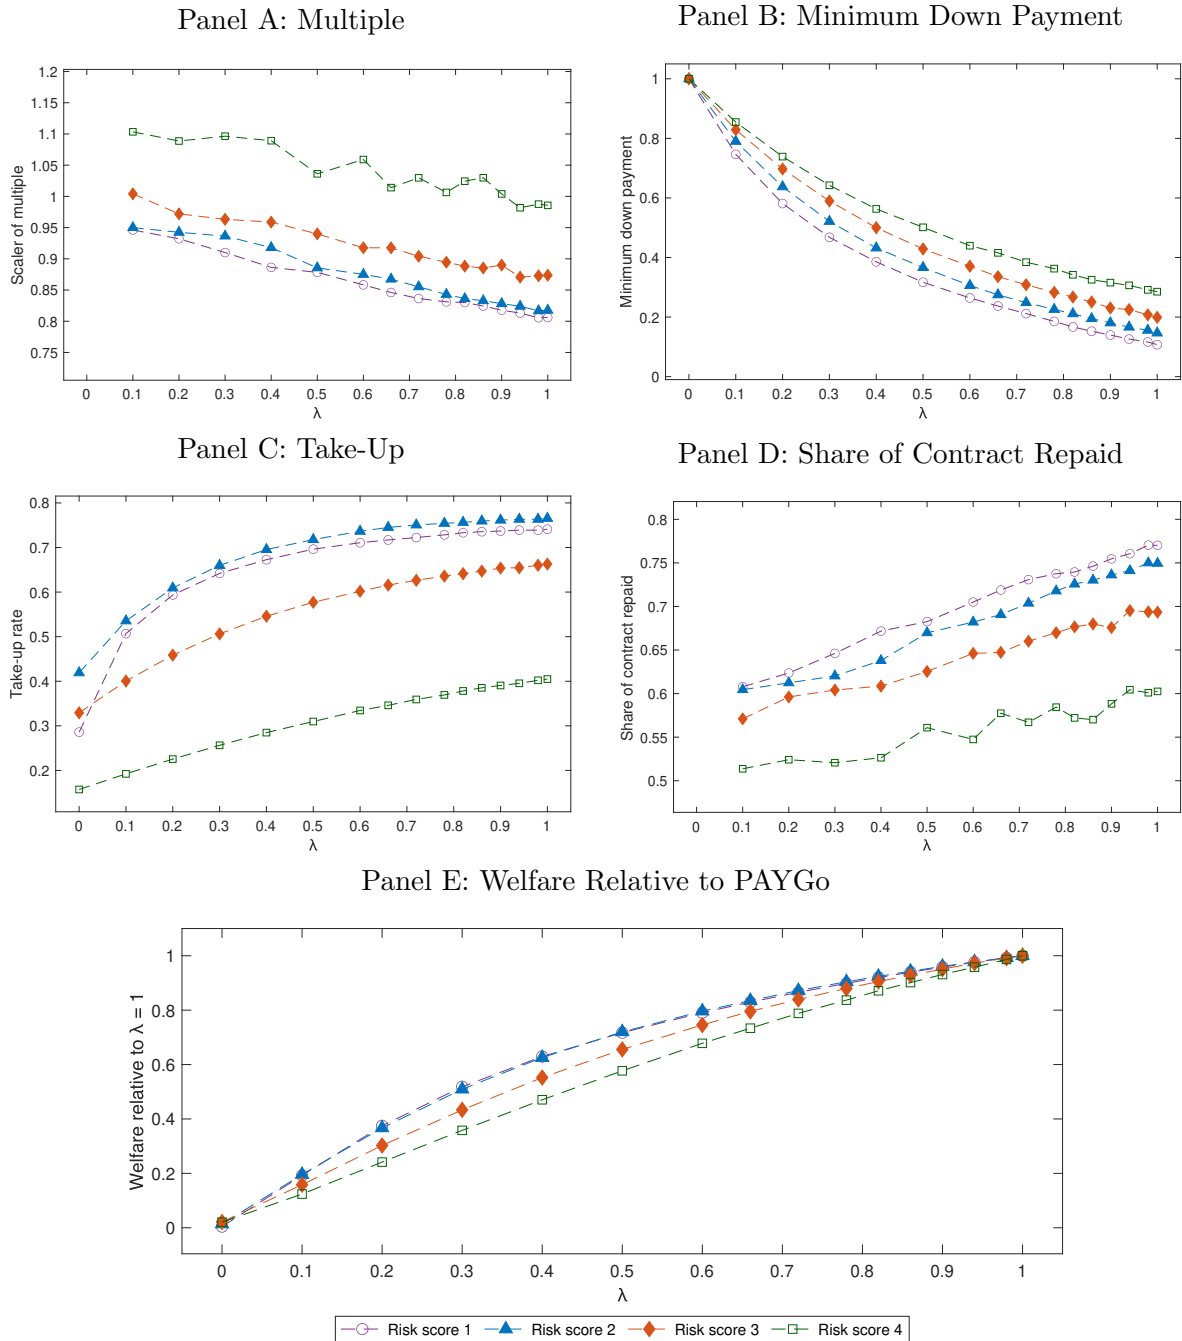 Panel A: Multiple
1.2
1.15
1.1
1.05
1
0.95
0.9
0.85
0.8
0.75
Scaler of multiple
0 0.1 0.2 0.3 0.4 0.5 0.6 0.7 0.8 0.9 1
λ
Panel B: Minimum Down Payment
1
0.8
0.6
0.4
0.2
0
Minimum down payment
0 0.1 0.2 0.3 0.4 0.5 0.6 0.7 0.8 0.9 1
λ
Panel C: Take-Up
0.8
0.7
0.6
0.5
0.4
0.3
0.2
Take-up rate
0 0.1 0.2 0.3 0.4 0.5 0.6 0.7 0.8 0.9 1
λ
Panel D: Share of Contract Repaid
0.8
0.75
0.7
0.65
0.6
0.55
0.5
Share of contract repaid
0 0.1 0.2 0.3 0.4 0.5 0.6 0.7 0.8 0.9 1
λ
Panel E: Welfare Relative to PAYGo
1
0.8
0.6
0.4
0.2
0
Welfare relative to λ = 1
0 0.1 0.2 0.3 0.4 0.5 0.6 0.7 0.8 0.9 1
λ
Risk score 1 Risk score 2 Risk score 3 Risk score 4